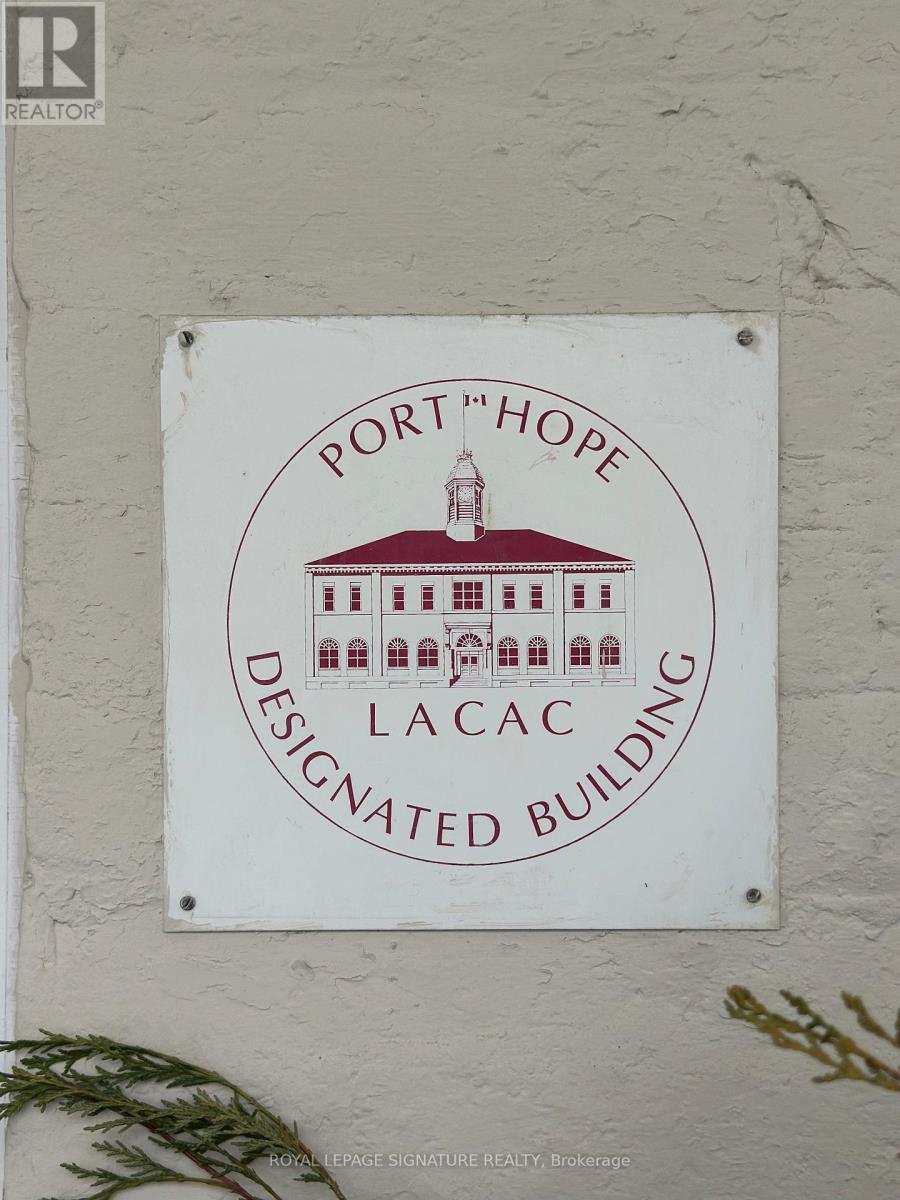 R
REALTOR®
PORT HOPE
LACAC
DESIGNATED BUILDING
ROYAL LEPAGE SIGNATURE REALTY, Brokerage